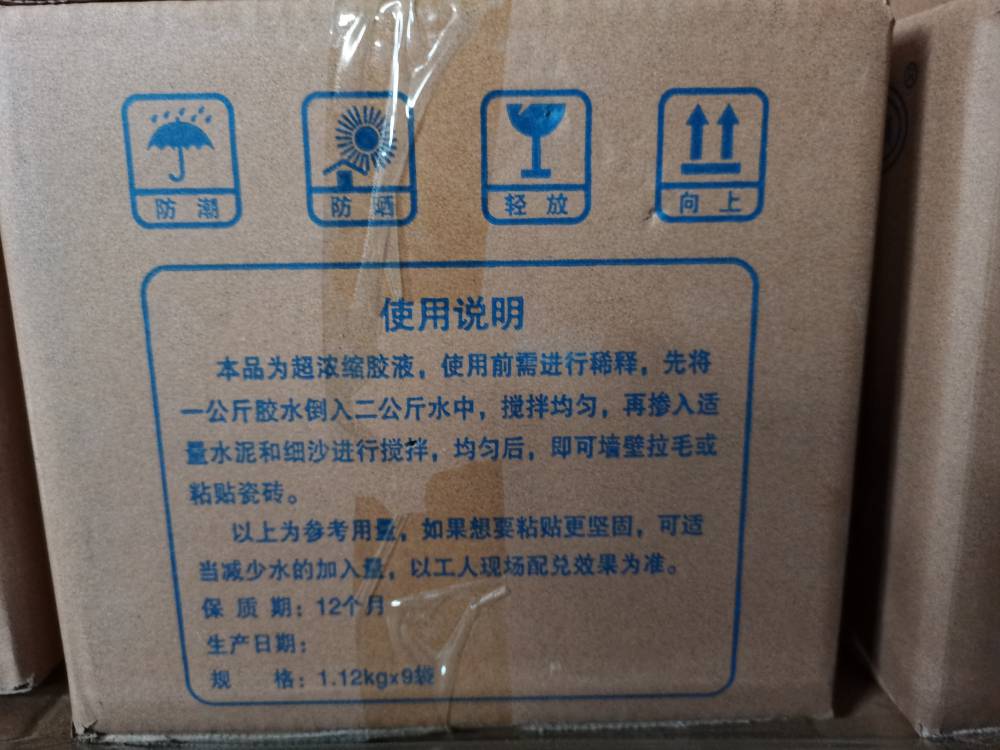 防 潮
防 晒
轻 放
向 上
使用说明
本品为超浓缩胶液，使用前需进行稀释，先将
一公斤胶水倒入二公斤水中，搅拌均匀，再掺入适
量水泥和细沙进行搅拌，均匀后，即可墙壁拉毛或
粘贴瓷砖。
以上为参考用量，如果想要粘贴更坚固，可适
当减少水的加入量，以工人现场配兑效果为准。
保 质 期：12个月
生产日期：
规 格：1.12kgx9袋
®